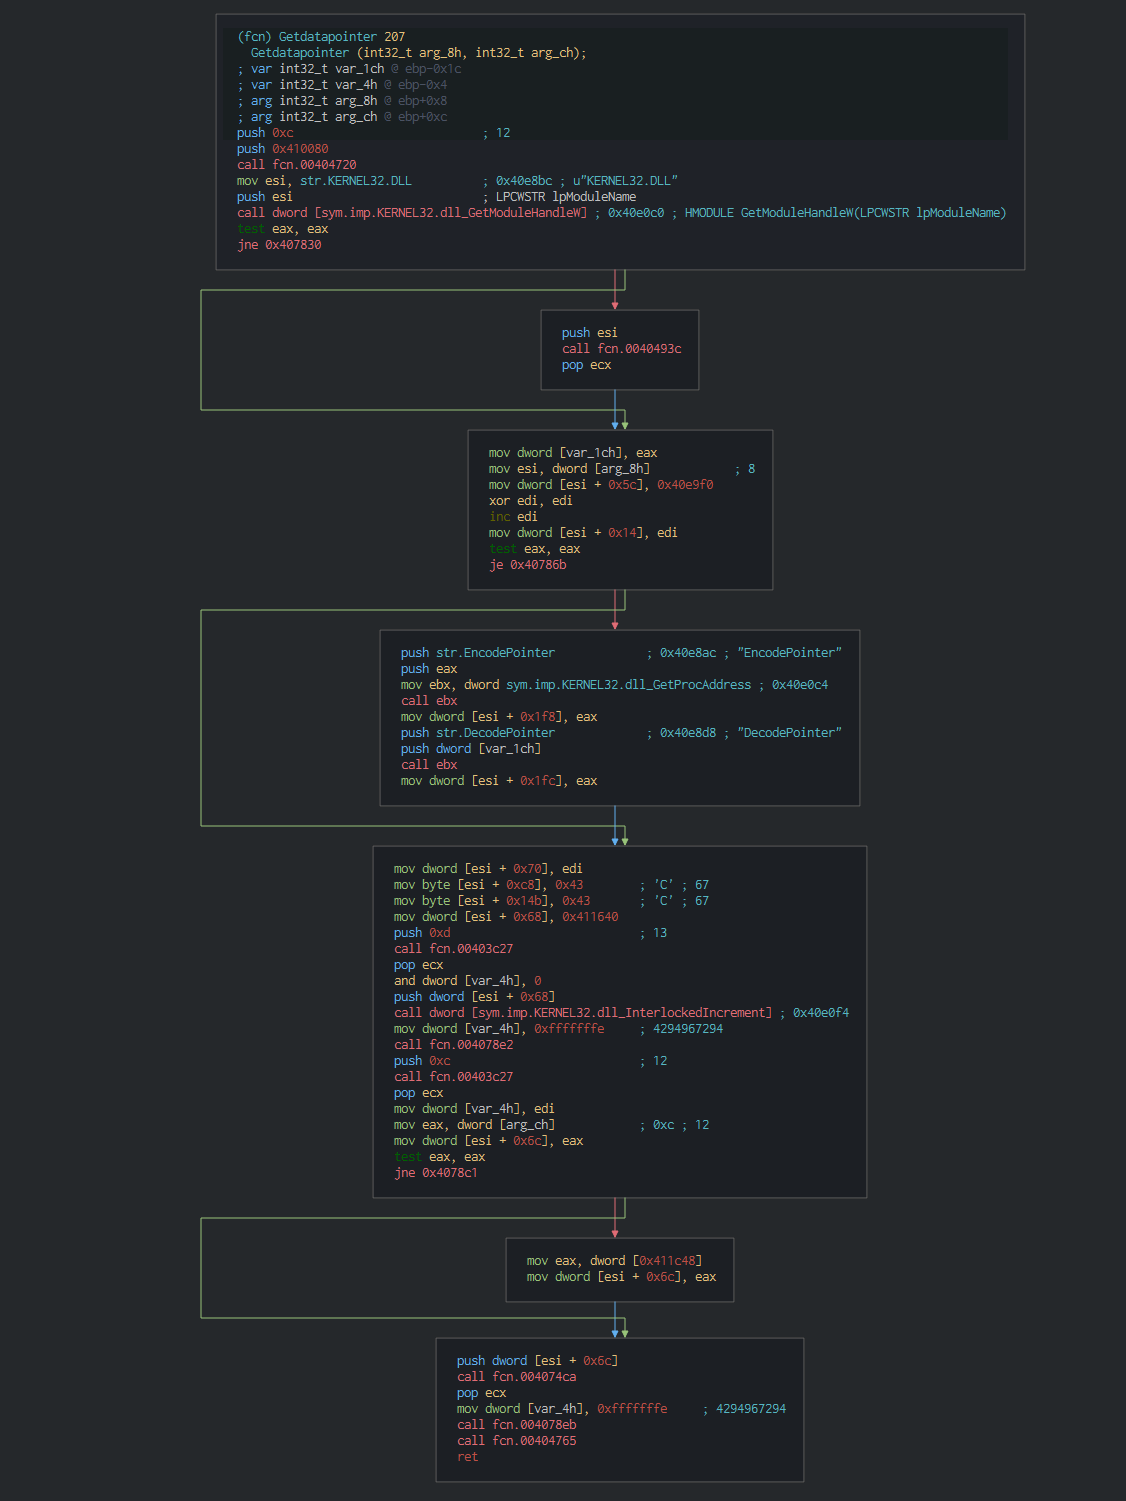 (fcn) Getdatapointer 207
Getdatapointer (int32_t arg_8h, int32_t arg_ch);
; var int32_t var_1ch @ ebp-0x1c
; var int32_t var_4h @ ebp-0x4
; arg int32_t arg_8h @ ebp+0x8
; arg int32_t arg_ch @ ebp+0xc
push 0xc ; 12
push 0x410080
call fcn.00404720
mov esi, str.KERNEL32.DLL ; 0x40e8bc ; u"KERNEL32.DLL"
push esi ; LPCWSTR lpModuleName
call dword [sym.imp.KERNEL32.dll_GetModuleHandleW] ; 0x40e0c0 ; HMODULE GetModuleHandleW(LPCWSTR lpModuleName)
test eax, eax
jne 0x407830
push esi
call fcn.0040493c
pop ecx
mov dword [var_1ch], eax
mov esi, dword [arg_8h] ; 8
mov dword [esi + 0x5c], 0x40e9f0
xor edi, edi
inc edi
mov dword [esi + 0x14], edi
test eax, eax
je 0x40786b
push str.EncodePointer ; 0x40e8ac ; "EncodePointer"
push eax
mov ebx, dword sym.imp.KERNEL32.dll_GetProcAddress ; 0x40e0c4
call ebx
mov dword [esi + 0x1f8], eax
push str.DecodePointer ; 0x40e8d8 ; "DecodePointer"
push dword [var_1ch]
call ebx
mov dword [esi + 0x1fc], eax
mov dword [esi + 0x70], edi
mov byte [esi + 0xc8], 0x43 ; 'C' ; 67
mov byte [esi + 0x14b], 0x43 ; 'C' ; 67
mov dword [esi + 0x68], 0x411640
push 0xd ; 13
call fcn.00403c27
pop ecx
and dword [var_4h], 0
push dword [esi + 0x68]
call dword [sym.imp.KERNEL32.dll_InterlockedIncrement] ; 0x40e0f4
mov dword [var_4h], 0xfffffffe ; 4294967294
call fcn.004078e2
push 0xc ; 12
call fcn.00403c27
pop ecx
mov dword [var_4h], edi
mov eax, dword [arg_ch] ; 0xc ; 12
mov dword [esi + 0x6c], eax
test eax, eax
jne 0x4078c1
mov eax, dword [0x411c48]
mov dword [esi + 0x6c], eax
push dword [esi + 0x6c]
call fcn.004074ca
pop ecx
mov dword [var_4h], 0xfffffffe ; 4294967294
call fcn.004078eb
call fcn.00404765
ret